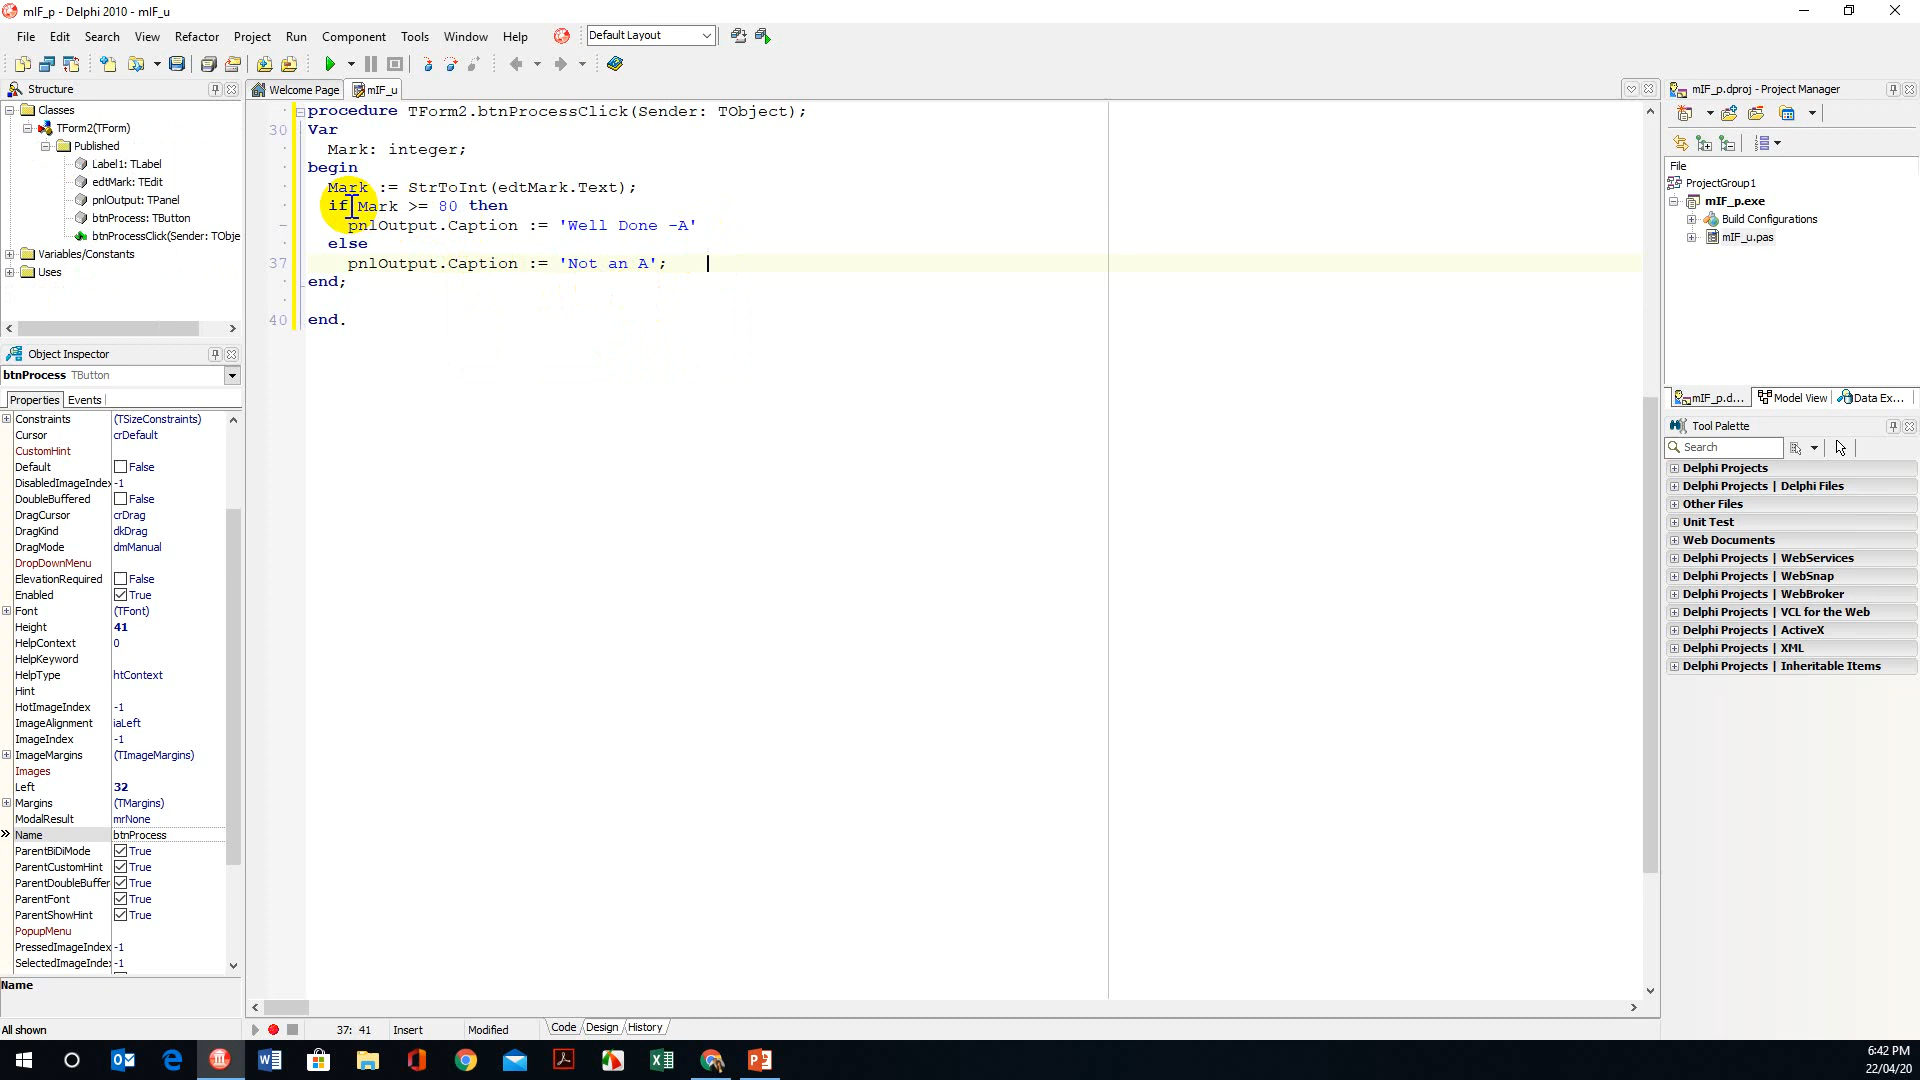 mIF_p - Delphi 2010 - mIF_u
File Edit Search View Refactor Project Run Component Tools Window Help Default Layout
Structure
Classes
TForm2(TForm)
Published
Label1: TLabel
edtMark: TEdit
pnlOutput: TPanel
btnProcess: TButton
btnProcessClick(Sender: TObje
Variables/Constants
Uses
Object Inspector
btnProcess TButton
Properties Events
Constraints (TSizeConstraints)
Cursor crDefault
CustomHint
Default False
DisabledImageIndex -1
DoubleBuffered False
DragCursor crDrag
DragKind dkDrag
DragMode dmManual
DropDownMenu
ElevationRequired False
Enabled True
Font (TFont)
Height 41
HelpContext 0
HelpKeyword
HelpType htContext
Hint
HotImageIndex -1
ImageAlignment iaLeft
ImageIndex -1
ImageMargins (TImageMargins)
Images
Left 32
Margins (TMargins)
ModalResult mrNone
Name btnProcess
ParentBiDiMode True
ParentCustomHint True
ParentDoubleBuffer True
ParentFont True
ParentShowHint True
PopupMenu
PressedImageIndex -1
SelectedImageIndex -1
Name
All shown
Welcome Page mIF_u
procedure TForm2.btnProcessClick(Sender: TObject);
30 Var
Mark: integer;
begin
Mark := StrToInt(edtMark.Text);
if Mark >= 80 then
pnlOutput.Caption := 'Well Done -A'
else
37 pnlOutput.Caption := 'Not an A';
end;
40 end.
37: 41 Insert Modified Code Design History
mIF_p.dproj - Project Manager
File
ProjectGroup1
mIF_p.exe
Build Configurations
mIF_u.pas
mIF_p.d... Model View Data Ex...
Tool Palette
Search
Delphi Projects
Delphi Projects | Delphi Files
Other Files
Unit Test
Web Documents
Delphi Projects | WebServices
Delphi Projects | WebSnap
Delphi Projects | WebBroker
Delphi Projects | VCL for the Web
Delphi Projects | ActiveX
Delphi Projects | XML
Delphi Projects | Inheritable Items
6:42 PM
22/04/20